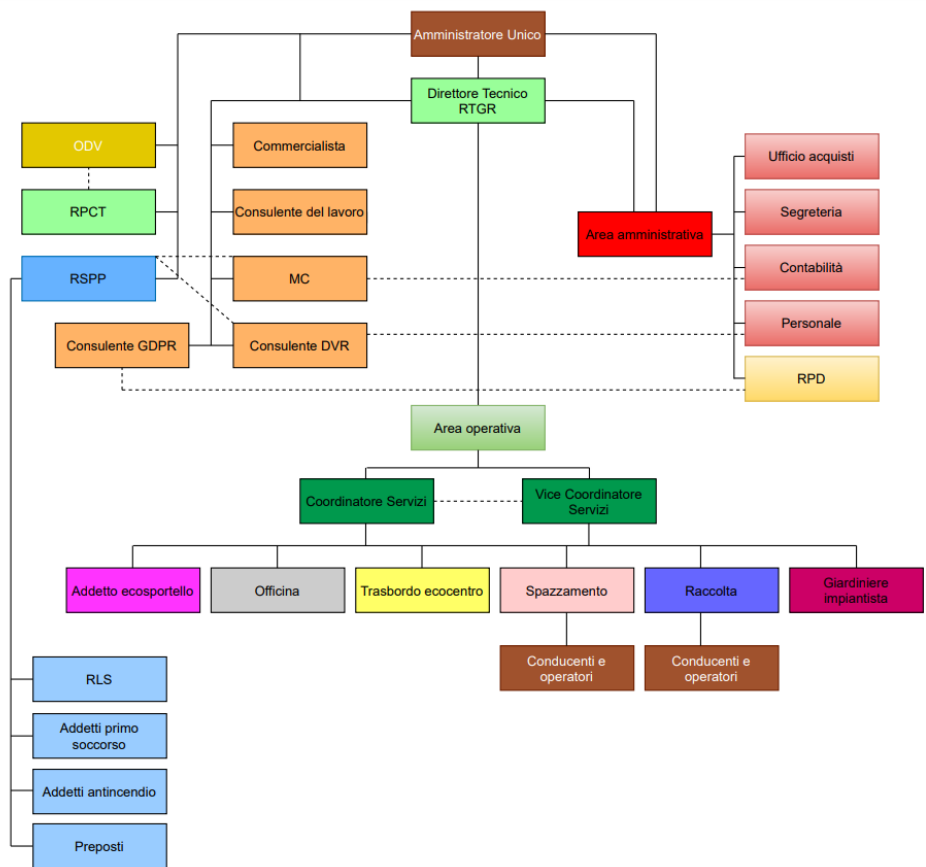 Amministratore Unico
Direttore Tecnico
RTGR
ODV
Commercialista
Ufficio acquisti
RPCT
Consulente del lavoro
Segreteria
Area amministrativa
RSPP
MC
Contabilità
Consulente GDPR
Consulente DVR
Personale
RPD
Area operativa
Coordinatore Servizi
Vice Coordinatore
Servizi
Addetto ecosportello
Officina
Trasbordo ecocentro
Spazzamento
Raccolta
Giardiniere
impiantista
Conducenti e
operatori
Conducenti e
operatori
RLS
Addetti primo
soccorso
Addetti antincendio
Preposti